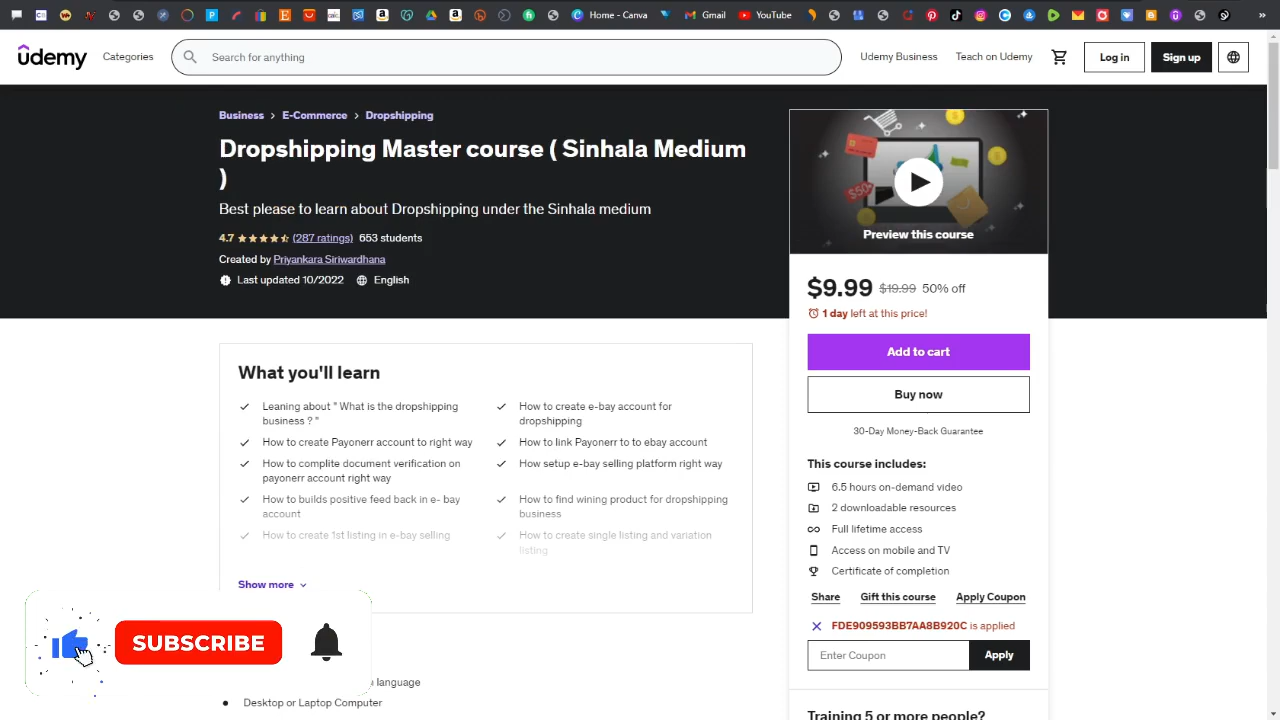 Home - Canva
Gmail
YouTube
»
ûdemy
Categories
Search for anything
Udemy Business
Teach on Udemy
Log in
Sign up
Business > E-Commerce > Dropshipping
Dropshipping Master course ( Sinhala Medium
)
Best please to learn about Dropshipping under the Sinhala medium
4.7 (287 ratings) 653 students
Created by Priyankara Siriwardhana
Last updated 10/2022 English
Preview this course
$9.99 $19.99 50% off
1 day left at this price!
Add to cart
Buy now
30-Day Money-Back Guarantee
This course includes:
6.5 hours on-demand video
2 downloadable resources
Full lifetime access
Access on mobile and TV
Certificate of completion
Share Gift this course Apply Coupon
FDE909593BB7AA8B920C is applied
Enter Coupon Apply
Training 5 or more people?
What you'll learn
Leaning about " What is the dropshipping
business ? "
How to create e-bay account for
dropshipping
How to create Payonerr account to right way
How to link Payonerr to to ebay account
How to complite document verification on
payonerr account right way
How setup e-bay selling platform right way
How to builds positive feed back in e- bay
account
How to find wining product for dropshipping
business
How to create 1st listing in e-bay selling
How to create single listing and variation
listing
Show more
SUBSCRIBE
language
Desktop or Laptop Computer